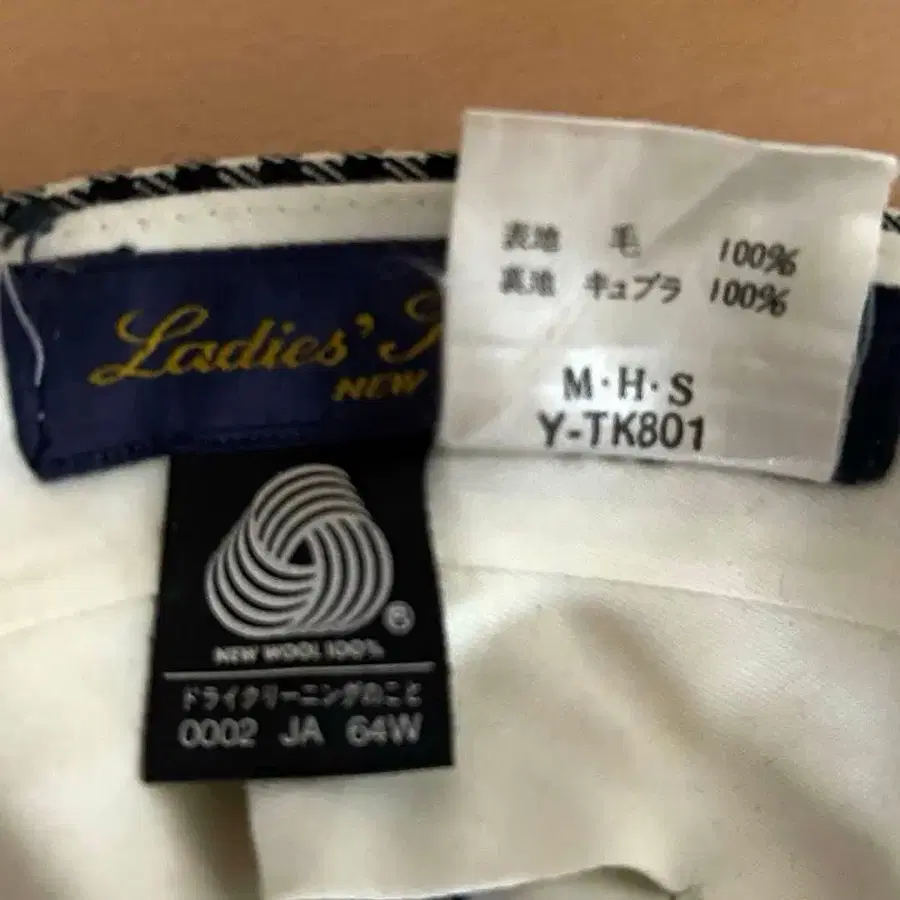 Ladies'
NEW
表地 毛 100%
裏地 キュプラ 100%
M・H・S
Y-TK801
®
NEW WOOL 100%
ドライクリーニングのこと
0002 JA 64W